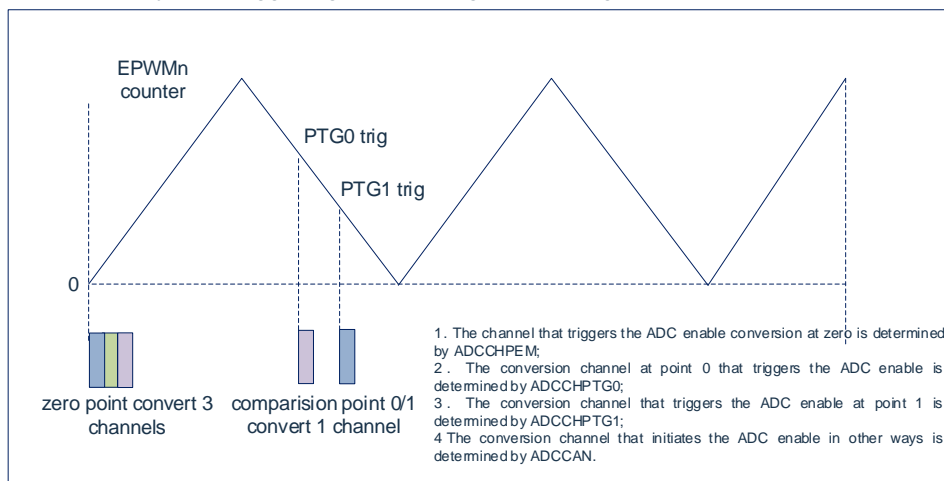 EPWMn
counter
PTG0 trig
PTG1 trig
0
zero point convert 3
channels
comparision point 0/1
convert 1 channel
1. The channel that triggers the ADC enable conversion at zero is determined
by ADCCHPEM;
2. The conversion channel at point 0 that triggers the ADC enable is
determined by ADCCHPTG0;
3. The conversion channel that triggers the ADC enable at point 1 is
determined by ADCCHPTG1;
4 The conversion channel that initiates the ADC enable in other ways is
determined by ADCCAN.